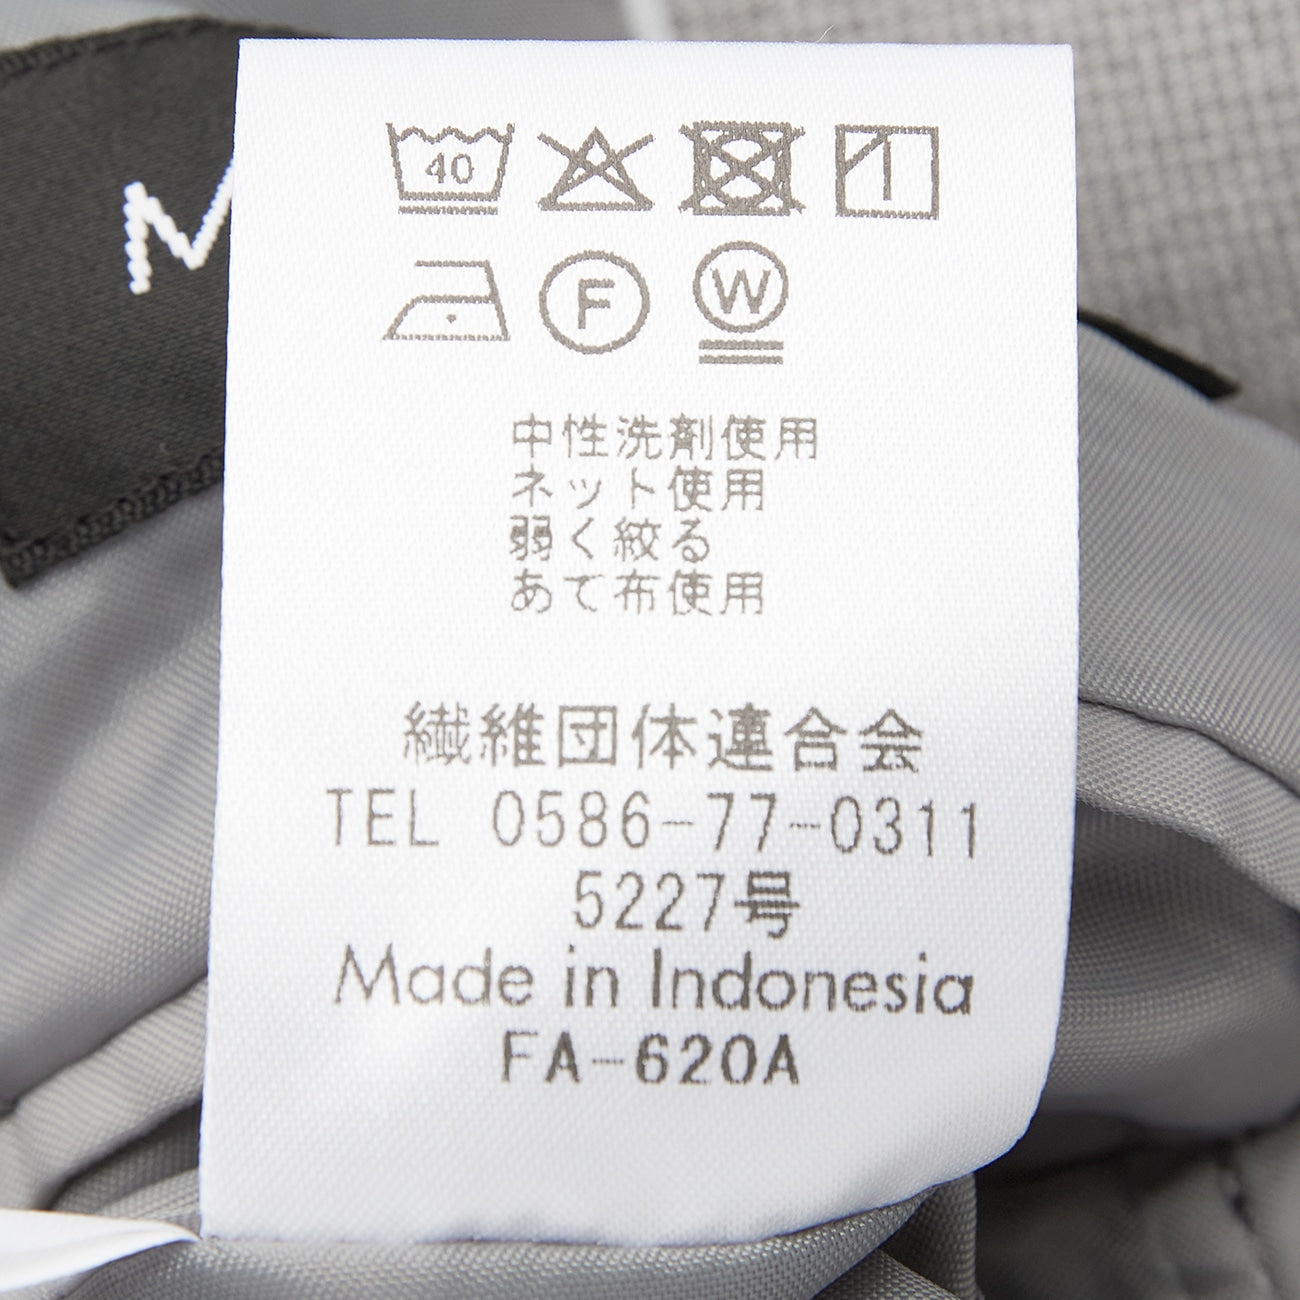 M
40
F
W
中性洗剤使用
ネット使用
弱く絞る
あて布使用
繊維団体連合会
TEL 0586-77-0311
5227号
Made in Indonesia
FA-620A